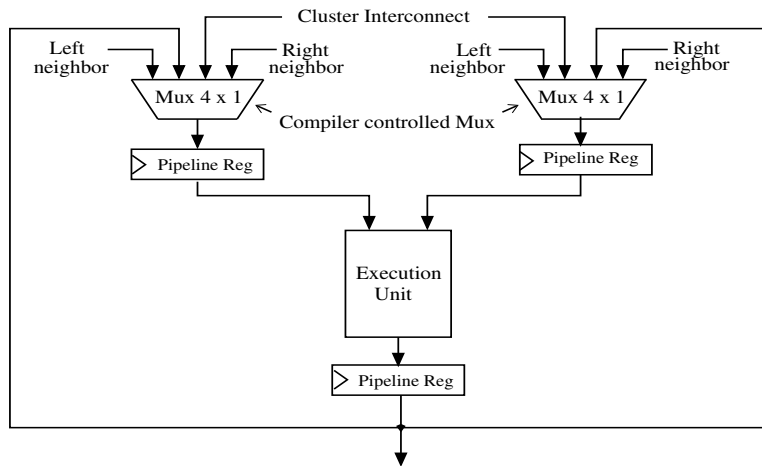 Cluster Interconnect
Left
neighbor
Right
neighbor
Left
neighbor
Right
neighbor
Mux 4 x 1
Mux 4 x 1
Compiler controlled Mux
Pipeline Reg
Pipeline Reg
Execution
Unit
Pipeline Reg